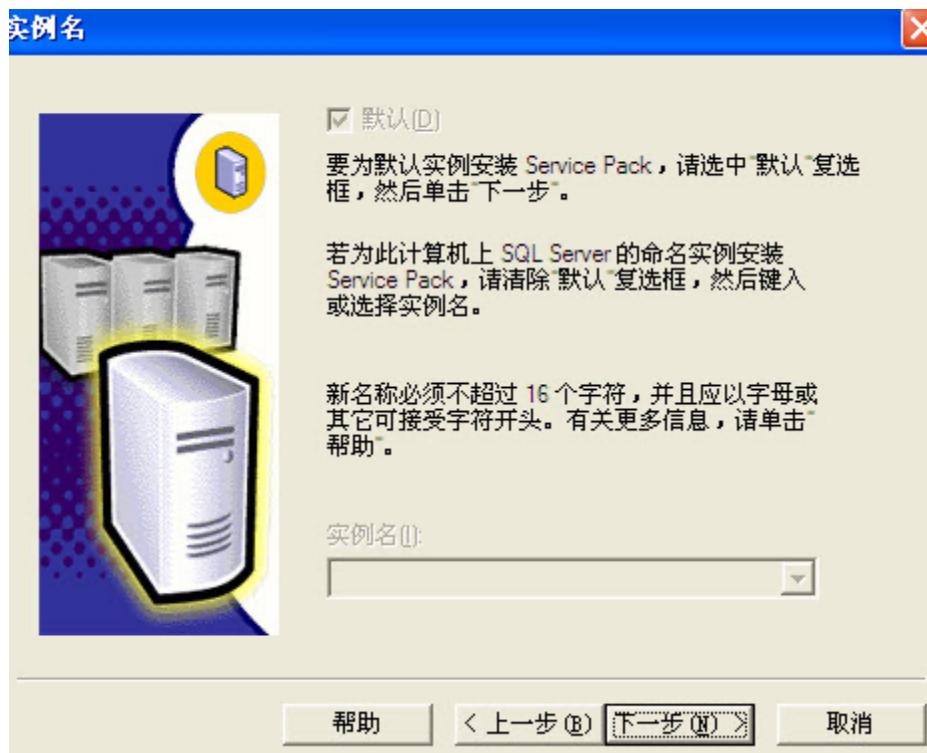 实例名
默认(D)
要为默认实例安装 Service Pack，请选中"默认"复选
框，然后单击"下一步"。
若为此计算机上 SQL Server 的命名实例安装
Service Pack，请清除"默认"复选框，然后键入
或选择实例名。
新名称必须不超过 16 个字符，并且应以字母或
其它可接受字符开头。有关更多信息，请单击"
帮助"。
实例名(I):
帮助
< 上一步(B)
下一步(N) >
取消